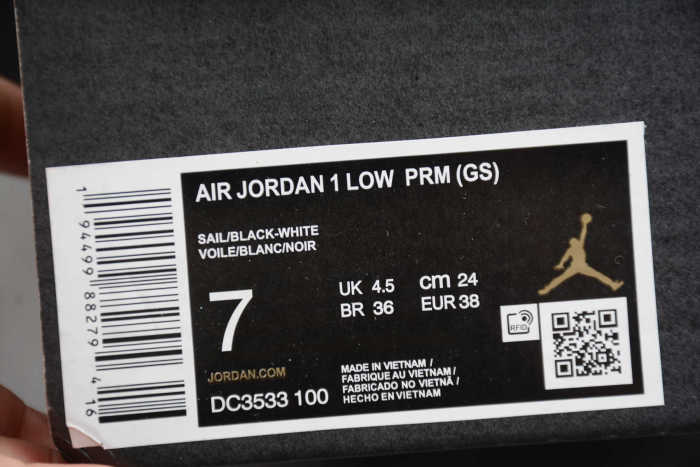 AIR JORDAN 1 LOW PRM (GS)
SAIL/BLACK-WHITE
VOILE/BLANC/NOIR
7
UK 4.5 cm 24
BR 36 EUR 38
RFID
JORDAN.COM
DC3533 100
MADE IN VIETNAM /
FABRIQUE AU VIETNAM /
FABRICADO NO VIETNÃ /
HECHO EN VIETNAM
1 94499 88279 4 16